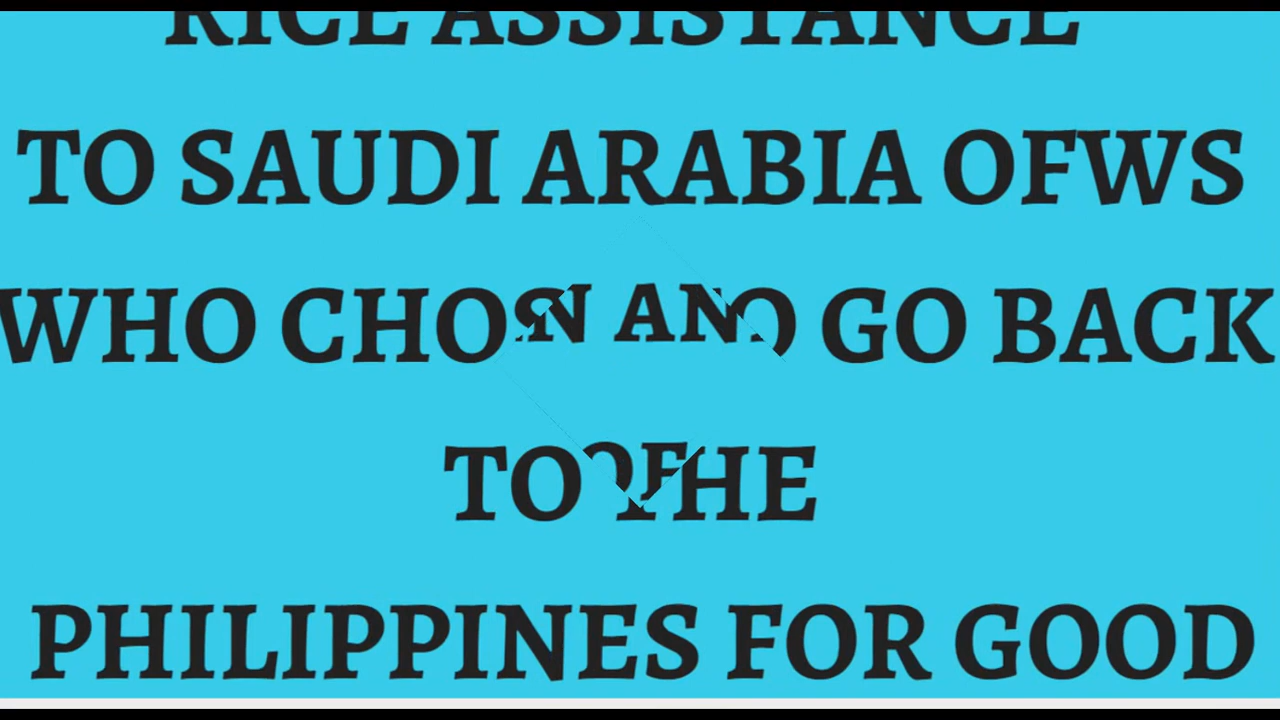 RICE ASSISTANCE
TO SAUDI ARABIA OFWS
WHO GO BACK
TO
PHILIPPINES FOR GOOD